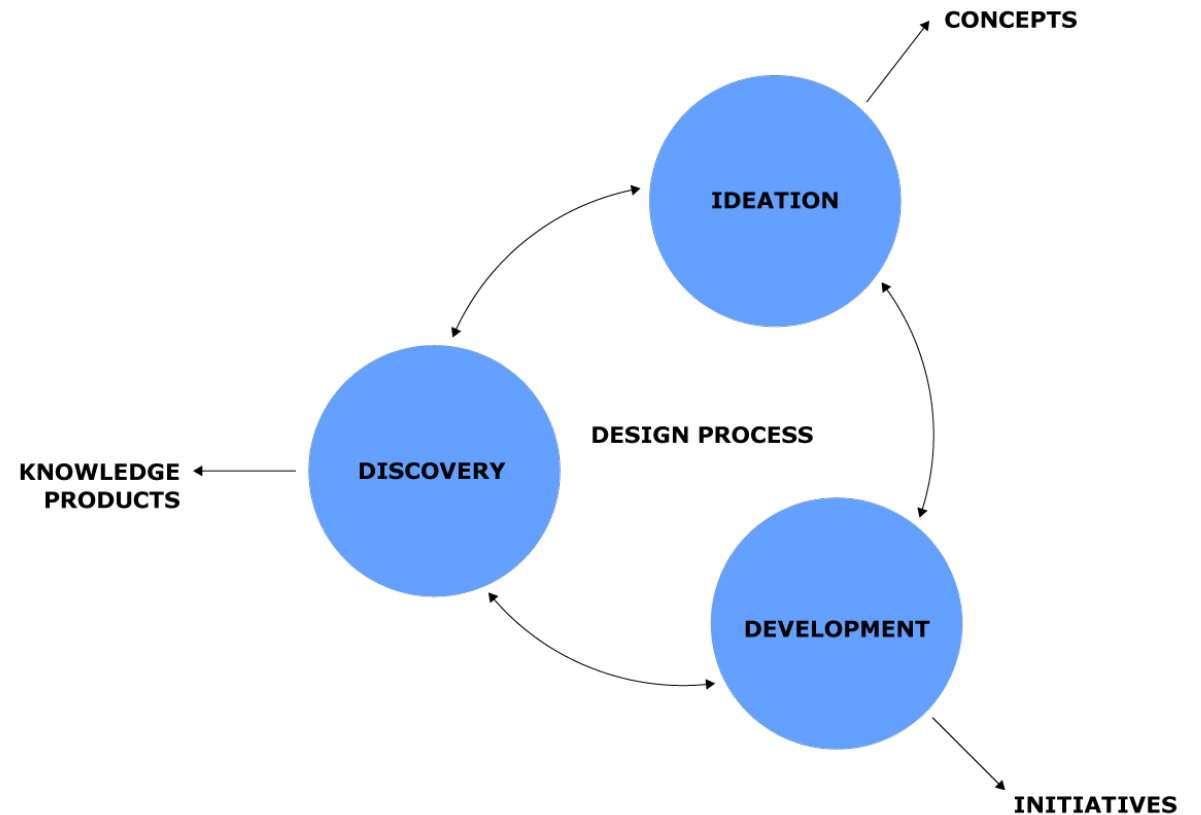 CONCEPTS
IDEATION
DESIGN PROCESS
KNOWLEDGE
PRODUCTS
DISCOVERY
DEVELOPMENT
INITIATIVES